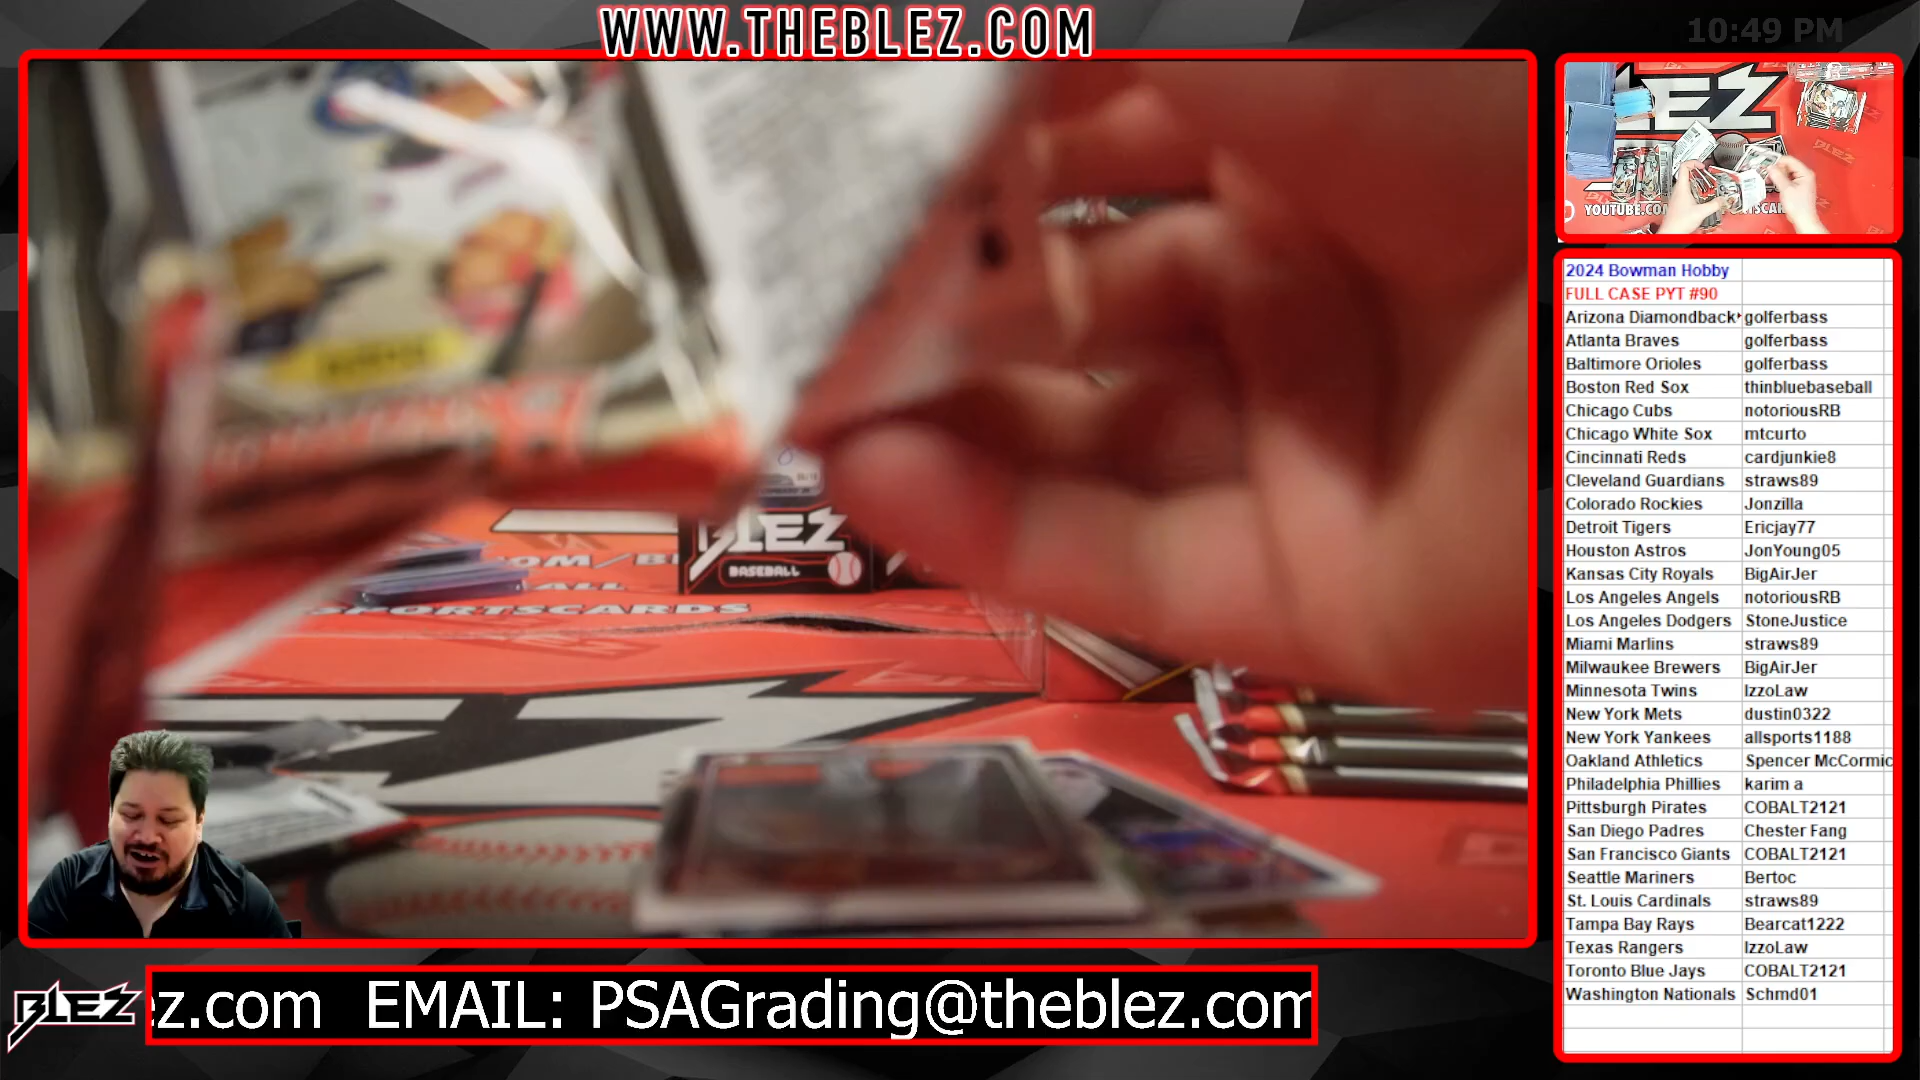 WWW.THEBLEZ.COM
10:49 PM
BLEZ
BASEBALL
SPORTSCARDS
EZ
BLEZ
YOUTUBE.CO
2024 Bowman Hobby
FULL CASE PYT #90
Arizona Diamondback golferbass
Atlanta Braves golferbass
Baltimore Orioles golferbass
Boston Red Sox thinbluebaseball
Chicago Cubs notoriousRB
Chicago White Sox mtcurto
Cincinnati Reds cardjunkie8
Cleveland Guardians straws89
Colorado Rockies Jonzilla
Detroit Tigers Ericjay77
Houston Astros JonYoung05
Kansas City Royals BigAirJer
Los Angeles Angels notoriousRB
Los Angeles Dodgers StoneJustice
Miami Marlins straws89
Milwaukee Brewers BigAirJer
Minnesota Twins IzzoLaw
New York Mets dustin0322
New York Yankees allsports1188
Oakland Athletics Spencer McCormic
Philadelphia Phillies karim a
Pittsburgh Pirates COBALT2121
San Diego Padres Chester Fang
San Francisco Giants COBALT2121
Seattle Mariners Bertoc
St. Louis Cardinals straws89
Tampa Bay Rays Bearcat1222
Texas Rangers IzzoLaw
Toronto Blue Jays COBALT2121
Washington Nationals Schmd01
BLEZ
ez.com EMAIL: PSAGrading@theblez.com